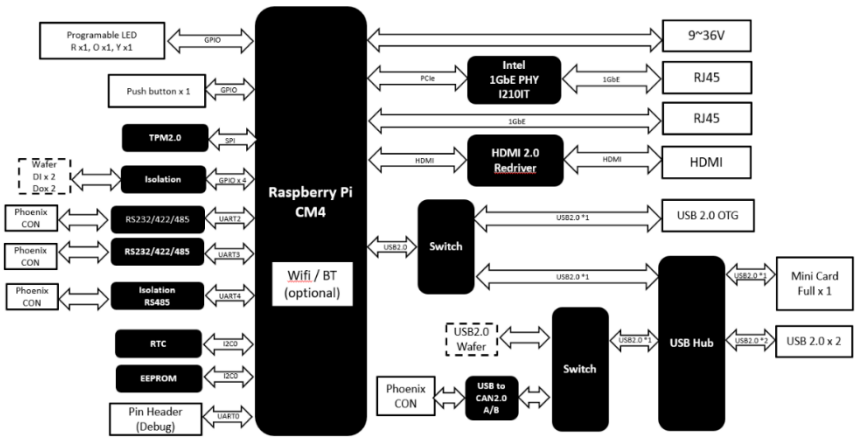 Programable LED
R x1, O x1, Y x1
GPIO
Push button x 1
GPIO
TPM2.0
SPI
Wafer
DI x 2
Dox 2
Isolation
GPIO x 4
Phoenix
CON
RS232/422/485
UART2
Phoenix
CON
RS232/422/485
UART3
Phoenix
CON
Isolation
RS485
UART4
RTC
I2C0
EEPROM
I2C0
Pin Header
(Debug)
UART0
Raspberry Pi
CM4
Wifi / BT
(optional)
9~36V
PCIe
Intel
1GbE PHY
I210IT
1GbE
RJ45
1GbE
RJ45
HDMI
HDMI 2.0
Redriver
HDMI
HDMI
USB2.0
Switch
USB2.0 *1
USB 2.0 OTG
USB2.0 *1
USB Hub
USB2.0 *1
Mini Card
Full x 1
USB2.0 *2
USB 2.0 x 2
USB2.0
Wafer
Switch
USB2.0 *1
Phoenix
CON
USB to
CAN2.0
A/B